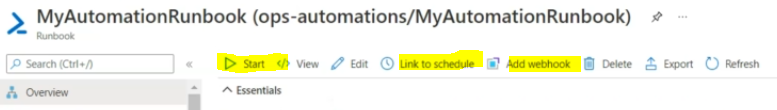 MyAutomationRunbook (ops-automations/MyAutomationRunbook)
Runbook
Search (Ctrl+/)
Start
View
Edit
Link to schedule
Add webhook
Delete
Export
Refresh
Overview
Essentials